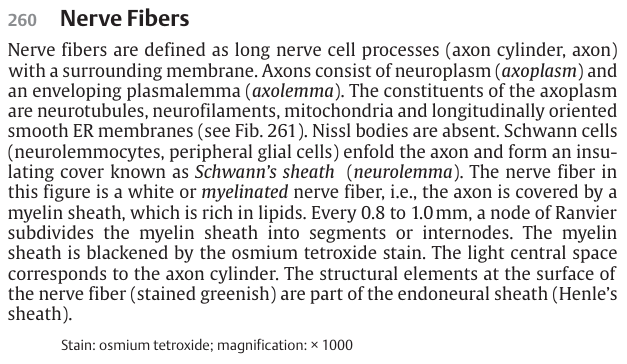 260 Nerve Fibers
Nerve fibers are defined as long nerve cell processes (axon cylinder, axon)
with a surrounding membrane. Axons consist of neuroplasm (axoplasm) and
an enveloping plasmalemma (axolemma). The constituents of the axoplasm
are neurotubules, neurofilaments, mitochondria and longitudinally oriented
smooth ER membranes (see Fib. 261). Nissl bodies are absent. Schwann cells
(neurolemmocytes, peripheral glial cells) enfold the axon and form an insu-
lating cover known as Schwann's sheath (neurolema). The nerve fiber in
this figure is a white or myelinated nerve fiber, i.e., the axon is covered by a
myelin sheath, which is rich in lipids. Every 0.8 to 1.0 mm, a node of Ranvier
subdivides the myelin sheath into segments or internodes. The myelin
sheath is blackened by the osmium tetroxide stain. The light central space
corresponds to the axon cylinder. The structural elements at the surface of
the nerve fiber (stained greenish) are part of the endoneural sheath (Henle's
sheath).
Stain: osmium tetroxide; magnification: × 1000